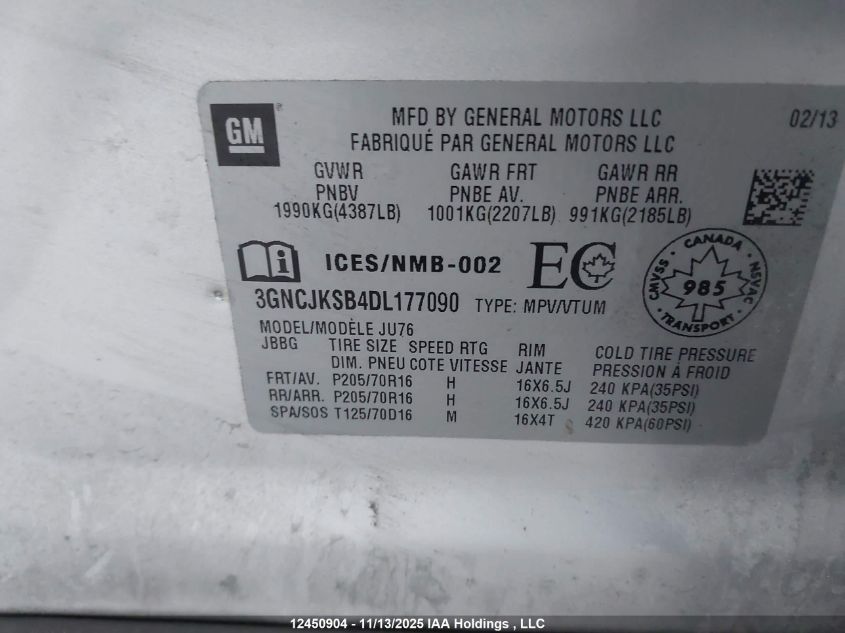 GM
MFD BY GENERAL MOTORS LLC 02/13
FABRIQUÉ PAR GENERAL MOTORS LLC
GVWR GAWR FRT GAWR RR
PNBV PNBE AV. PNBE ARR.
1990KG(4387LB) 1001KG(2207LB) 991KG(2185LB)
i ICES/NMB-002 EC
CANADA CMVSS 985 NSVAC TRANSPORT
3GNCJKSB4DL177090 TYPE: MPV/VTUM
MODEL/MODÈLE JU76
JBBG TIRE SIZE SPEED RTG RIM COLD TIRE PRESSURE
DIM. PNEU COTE VITESSE JANTE PRESSION À FROID
FRT/AV. P205/70R16 H 16X6.5J 240 KPA(35PSI)
RR/ARR. P205/70R16 H 16X6.5J 240 KPA(35PSI)
SPA/SOS T125/70D16 M 16X4T 420 KPA(60PSI)
12450904 - 11/13/2025 IAA Holdings , LLC